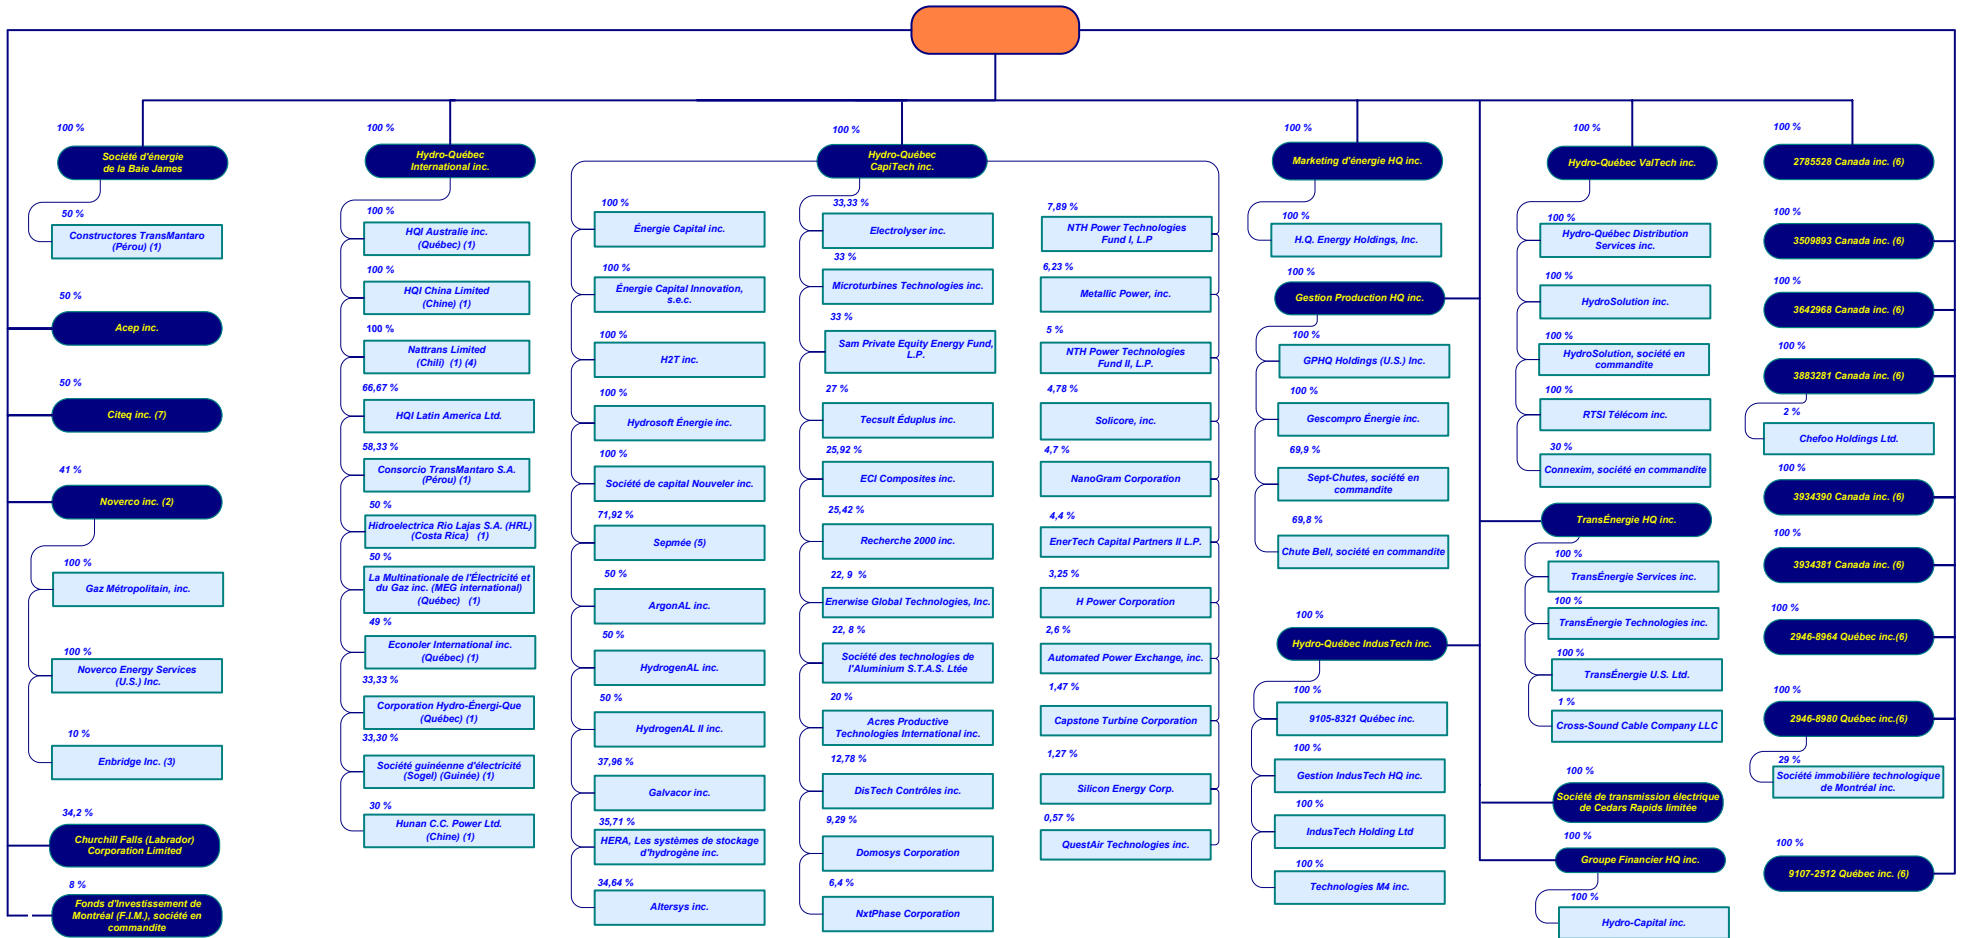 100 %
Société d'énergie
de la Baie James
50 %
Constructores TransMantaro
(Pérou) (1)
50 %
Acep inc.
50 %
Citeq inc. (7)
41 %
Noverco inc. (2)
100 %
Gaz Métropolitain, inc.
100 %
Noverco Energy Services
(U.S.) Inc.
10 %
Enbridge Inc. (3)
34,2 %
Churchill Falls (Labrador)
Corporation Limited
8 %
Fonds d'Investissement de
Montréal (F.I.M.), société en
commandite
100 %
Hydro-Québec
International inc.
100 %
HQI Australie inc.
(Québec) (1)
100 %
HQI China Limited
(Chine) (1)
100 %
Nattrans Limited
(Chili) (1) (4)
66,67 %
HQI Latin America Ltd.
58,33 %
Consorcio TransMantaro S.A.
(Pérou) (1)
50 %
Hidroelectrica Rio Lajas S.A. (HRL)
(Costa Rica) (1)
50 %
La Multinationale de l'Électricité et
du Gaz inc. (MEG international)
(Québec) (1)
49 %
Econoler International inc.
(Québec) (1)
33,33 %
Corporation Hydro-Énergi-Que
(Québec) (1)
33,30 %
Société guinéenne d'électricité
(Sogel) (Guinée) (1)
30 %
Hunan C.C. Power Ltd.
(Chine) (1)
100 %
Hydro-Québec
CapiTech inc.
100 %
Énergie Capital inc.
100 %
Énergie Capital Innovation,
s.e.c.
100 %
H2T inc.
100 %
Hydrosoft Énergie inc.
100 %
Société de capital Nouveler inc.
71,92 %
Sepmée (5)
50 %
ArgonAL inc.
50 %
HydrogenAL inc.
50 %
HydrogenAL II inc.
37,96 %
Galvacor inc.
35,71 %
HERA, Les systèmes de stockage
d'hydrogène inc.
34,64 %
Altersys inc.
33,33 %
Electrolyser inc.
33 %
Microturbines Technologies inc.
33 %
Sam Private Equity Energy Fund,
L.P.
27 %
Tecsult Éduplus inc.
25,92 %
ECI Composites inc.
25,42 %
Recherche 2000 inc.
22, 9 %
Enerwise Global Technologies, Inc.
22, 8 %
Société des technologies de
l'Aluminium S.T.A.S. Ltée
20 %
Acres Productive
Technologies International inc.
12,78 %
DisTech Contrôles inc.
9,29 %
Domosys Corporation
6,4 %
NxtPhase Corporation
7,89 %
NTH Power Technologies
Fund I, L.P
6,23 %
Metallic Power, inc.
5 %
NTH Power Technologies
Fund II, L.P.
4,78 %
Solicore, inc.
4,7 %
NanoGram Corporation
4,4 %
EnerTech Capital Partners II L.P.
3,25 %
H Power Corporation
2,6 %
Automated Power Exchange, inc.
1,47 %
Capstone Turbine Corporation
1,27 %
Silicon Energy Corp.
0,57 %
QuestAir Technologies inc.
100 %
Marketing d'énergie HQ inc.
100 %
H.Q. Energy Holdings, Inc.
100 %
Gestion Production HQ inc.
100 %
GPHQ Holdings (U.S.) Inc.
100 %
Gescompro Énergie inc.
69,9 %
Sept-Chutes, société en
commandite
69,8 %
Chute Bell, société en commandite
100 %
Hydro-Québec IndusTech inc.
100 %
9105-8321 Québec inc.
100 %
Gestion IndusTech HQ inc.
100 %
IndusTech Holding Ltd
100 %
Technologies M4 inc.
100 %
Hydro-Québec ValTech inc.
100 %
Hydro-Québec Distribution
Services inc.
100 %
HydroSolution inc.
100 %
HydroSolution, société en
commandite
100 %
RTSI Télécom inc.
30 %
Connexim, société en commandite
TransÉnergie HQ inc.
100 %
TransÉnergie Services inc.
100 %
TransÉnergie Technologies inc.
100 %
TransÉnergie U.S. Ltd.
1 %
Cross-Sound Cable Company LLC
100 %
Société de transmission électrique
de Cedars Rapids limitée
100 %
Groupe Financier HQ inc.
100 %
Hydro-Capital inc.
100 %
2785528 Canada inc. (6)
100 %
3509893 Canada inc. (6)
100 %
3642968 Canada inc. (6)
100 %
3883281 Canada inc. (6)
2 %
Chefoo Holdings Ltd.
100 %
3934390 Canada inc. (6)
100 %
3934381 Canada inc. (6)
100 %
2946-8964 Québec inc.(6)
100 %
2946-8980 Québec inc.(6)
29 %
Société immobilière technologique
de Montréal inc.
100 %
9107-2512 Québec inc. (6)